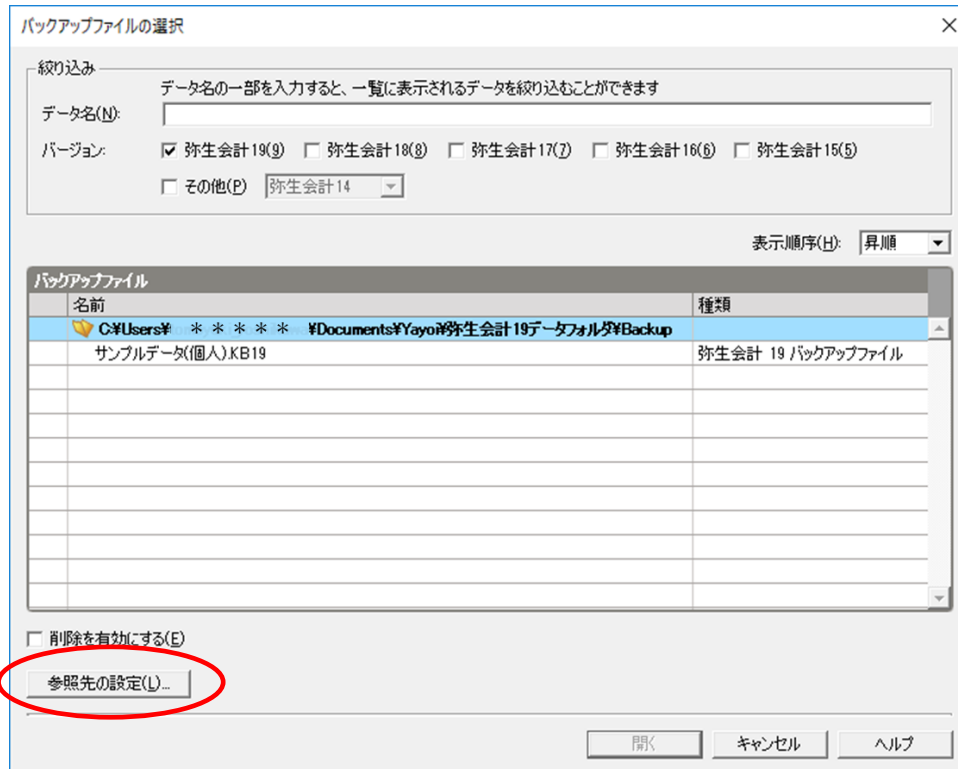 バックアップファイルの選択
絞り込み
データ名の一部を入力すると、一覧に表示されるデータを絞り込むことができます
データ名(N):
バージョン: 弥生会計19(9) 弥生会計18(8) 弥生会計17(7) 弥生会計16(6) 弥生会計15(5)
その他(P) 弥生会計14
表示順序(H): 昇順
バックアップファイル
名前 種類
C:¥Users¥ ＊ ＊ ＊ ＊ ＊ ¥Documents¥Yayoi¥弥生会計19データフォルダ¥Backup
サンプルデータ(個人).KB19 弥生会計 19 バックアップファイル
削除を有効にする(E)
参照先の設定(L)...
開く キャンセル ヘルプ